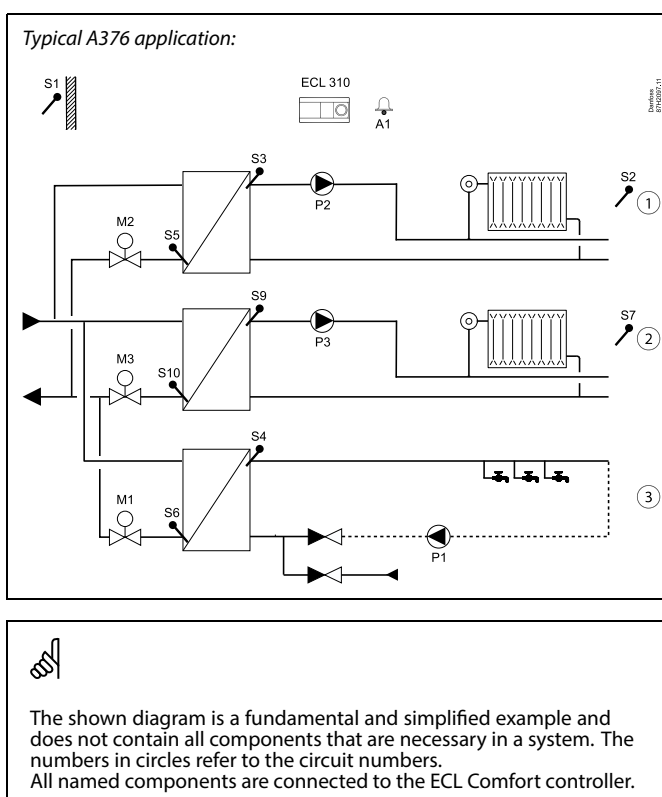 Typical A376 application:
S1
ECL 310
A1
Danfoss
87H2097.11
S3
P2
S2
1
M2
S5
S9
P3
S7
2
M3
S10
S4
3
M1
S6
P1
The shown diagram is a fundamental and simplified example and
does not contain all components that are necessary in a system. The
numbers in circles refer to the circuit numbers.
All named components are connected to the ECL Comfort controller.